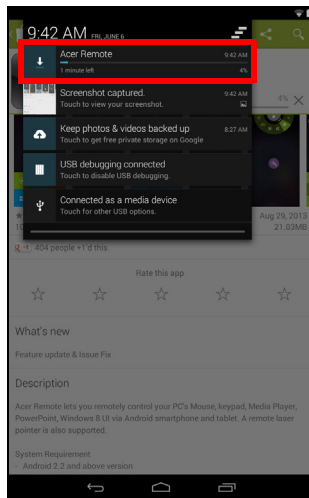 9:42 AM FRI, JUNE 6
Acer Remote 9:42 AM
1 minute left 4%
Screenshot captured. 9:42 AM
Touch to view your screenshot.
4%
Keep photos & videos backed up 8:27 AM
Touch to get free private storage on Google
USB debugging connected
Touch to disable USB debugging.
Connected as a media device
Touch for other USB options.
Aug 29, 2013
21.03MB
404 people +1'd this
Rate this app
What's new
Feature update & Issue Fix
Description
Acer Remote lets you remotely control your PC's Mouse, keypad, Media Player,
PowerPoint, Windows 8 UI via Android smartphone and tablet. A remote laser
pointer is also supported.
System Requirement
- Android 2.2 and above version